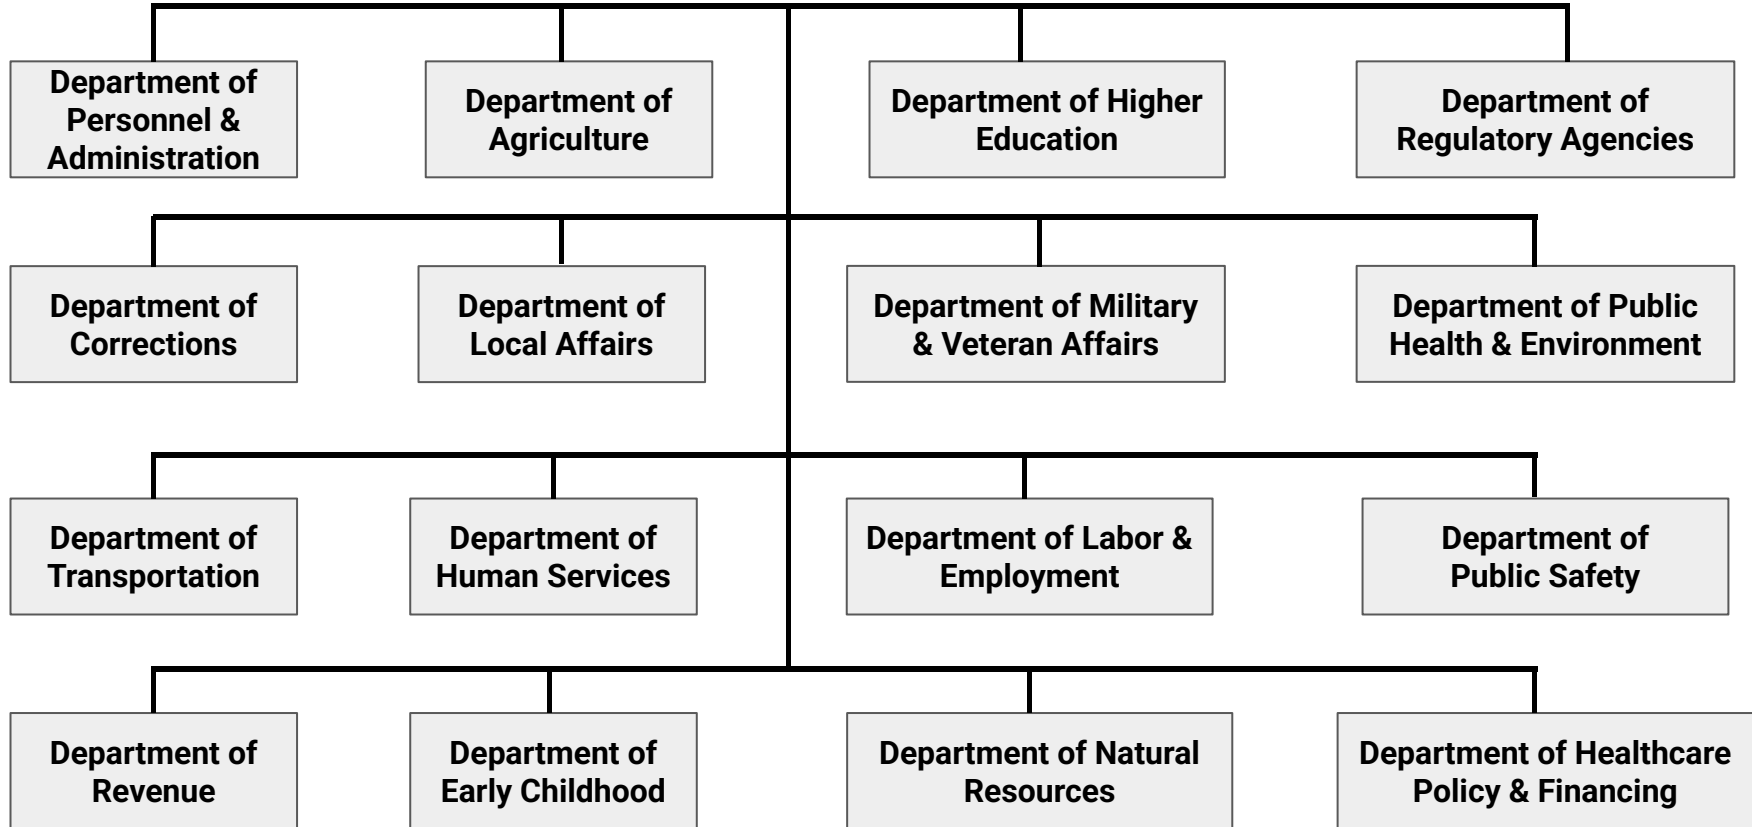 Department of
Personnel &
Administration
Department of
Agriculture
Department of Higher
Education
Department of
Regulatory Agencies
Department of
Corrections
Department of
Local Affairs
Department of Military
& Veteran Affairs
Department of Public
Health & Environment
Department of
Transportation
Department of
Human Services
Department of Labor &
Employment
Department of
Public Safety
Department of
Revenue
Department of
Early Childhood
Department of Natural
Resources
Department of Healthcare
Policy & Financing